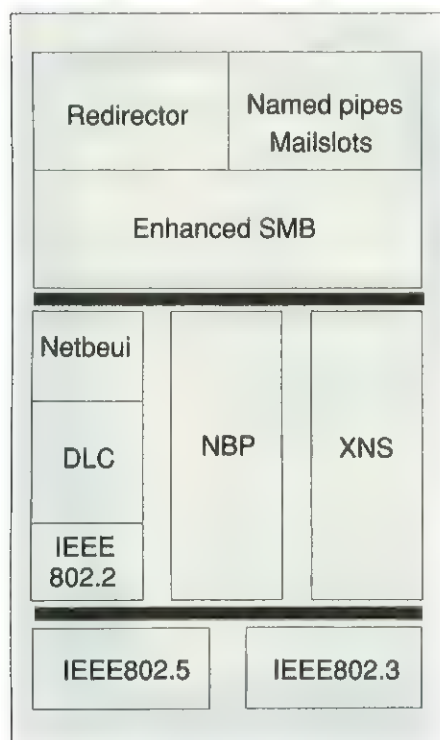 Redirector
Named pipes
Mailslots
Enhanced SMB
Netbeui
DLC
IEEE
802.2
NBP
XNS
IEEE802.5
IEEE802.3